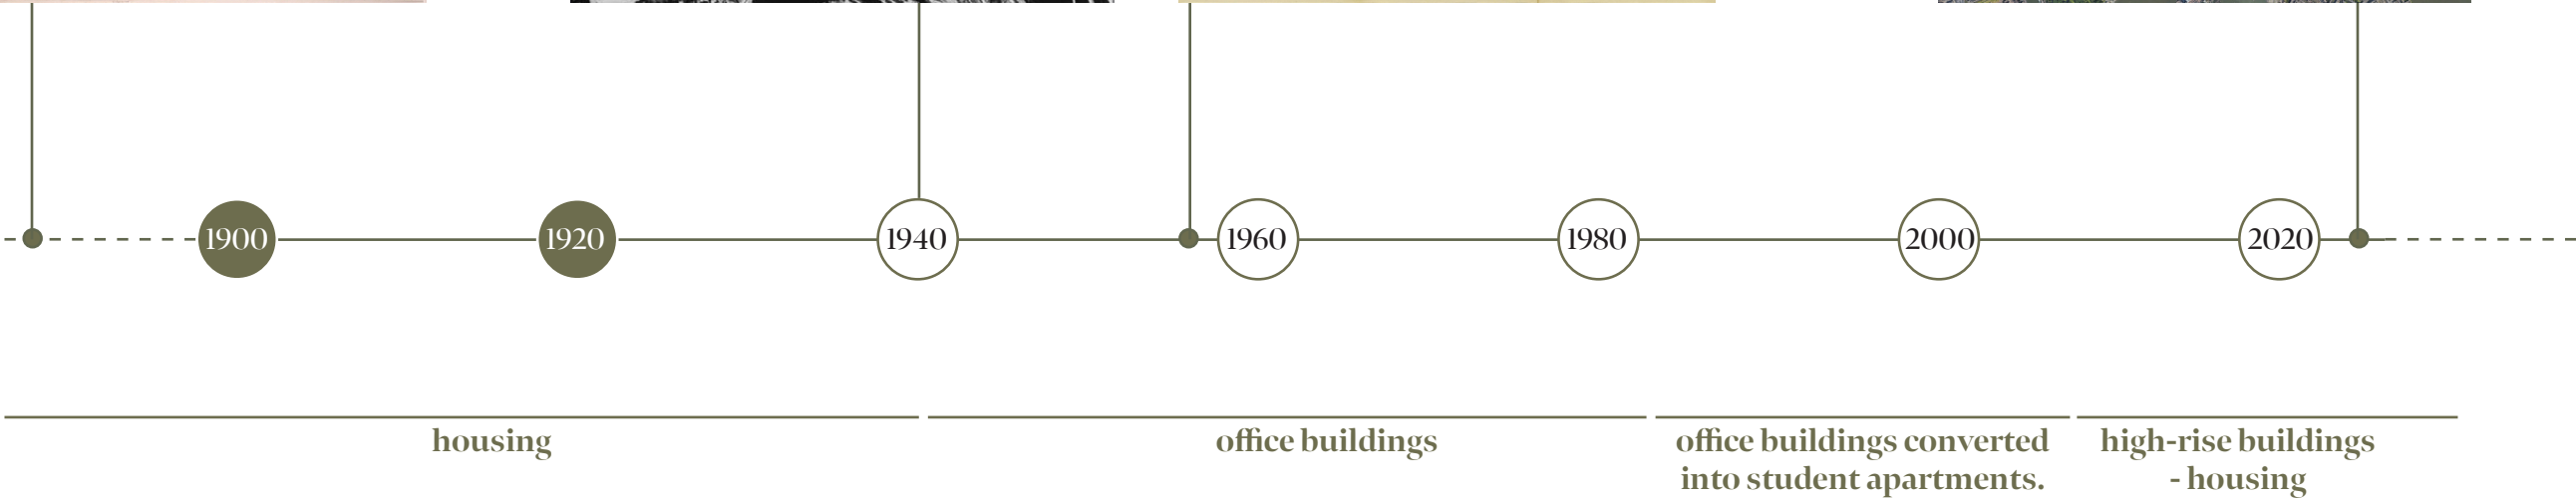 1900 1920 1940 1960 1980 2000 2020
housing
office buildings
office buildings converted
into student apartments.
high-rise buildings
- housing